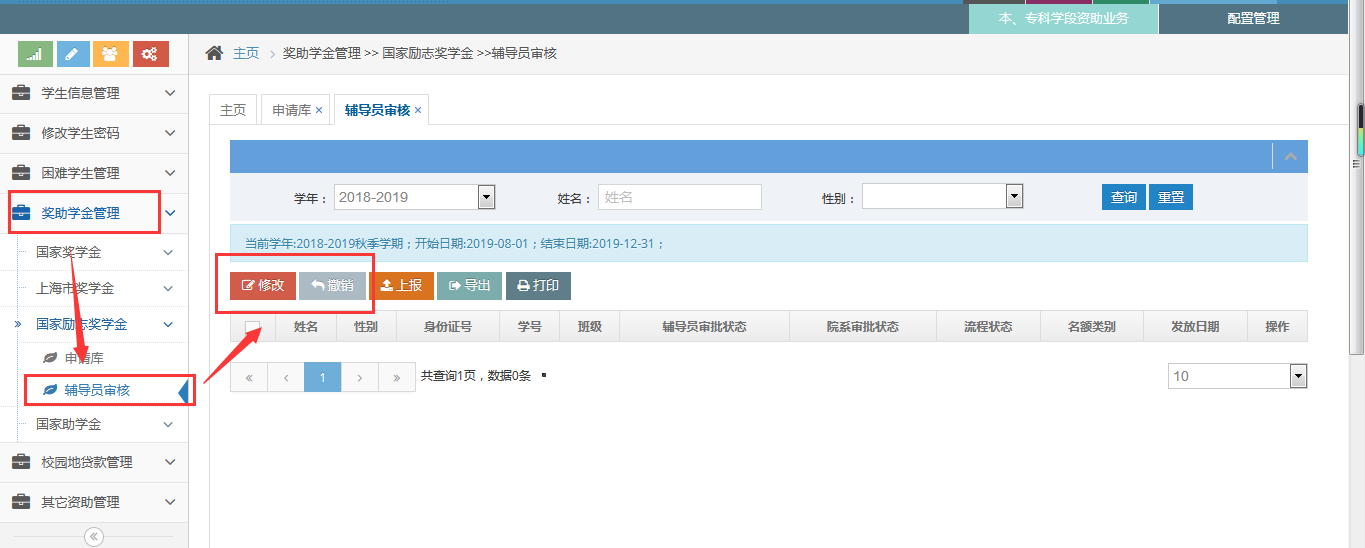 本、专科学段资助业务 配置管理
主页 奖助学金管理 >> 国家励志奖学金 >>辅导员审核
学生信息管理
修改学生密码
困难学生管理
奖助学金管理
国家奖学金
上海市奖学金
国家励志奖学金
申请库
辅导员审核
国家助学金
校园地贷款管理
其它资助管理
主页 申请库 × 辅导员审核 ×
学年： 2018-2019 姓名： 姓名 性别： 查询 重置
当前学年:2018-2019秋季学期；开始日期:2019-08-01；结束日期:2019-12-31；
修改 撤销 上报 导出 打印
姓名 性别 身份证号 学号 班级 辅导员审批状态 院系审批状态 流程状态 名额类别 发放日期 操作
« ‹ 1 › » 共查询1页，数据0条 10